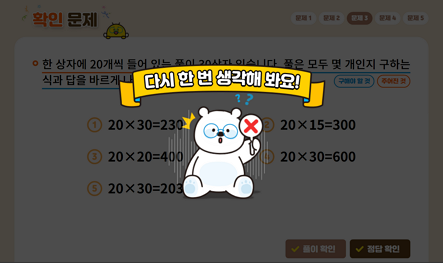 확인 문제
문제 1 문제 2 문제 3 문제 4 문제 5
한 상자에 20개씩 들어 있는 풀이 30상자 있습니다. 풀은 모두 몇 개인지 구하는
식과 답을 바르게 구해야 할 것 주어진 것
다시 한 번 생각해 봐요!
① 20×30=230
20×15=300
③ 20×20=400
20×30=600
⑤ 20×30=203
풀이 확인 정답 확인